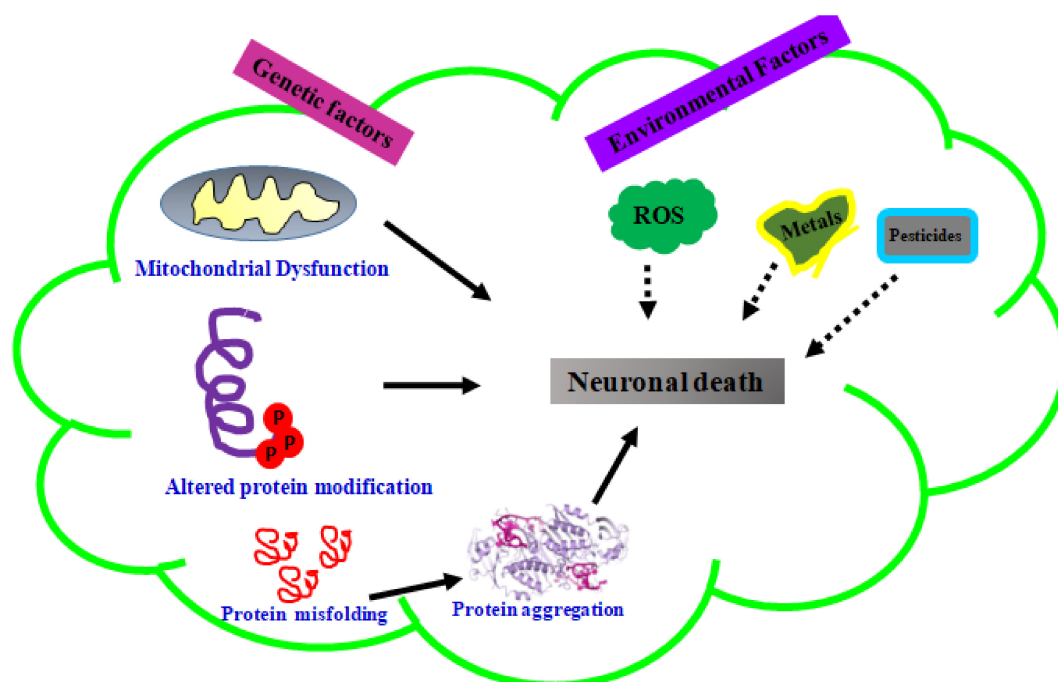 Genetic factors
Environmental Factors
ROS
Metals
Pesticides
Mitochondrial Dysfunction
Neuronal death
P
P
P
Altered protein modification
Protein misfolding
Protein aggregation